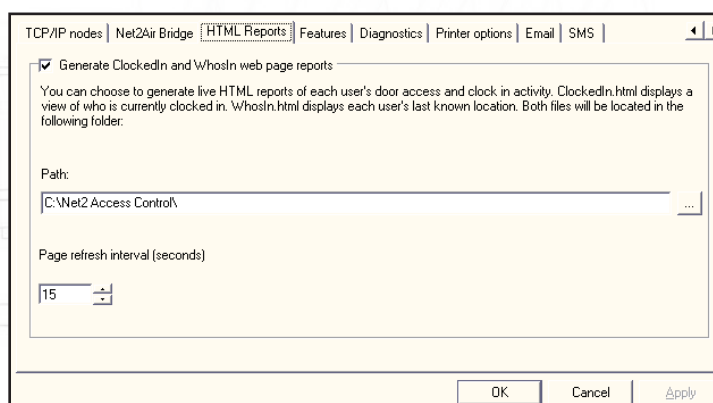 TCP/IP nodes Net2Air Bridge HTML Reports Features Diagnostics Printer options Email SMS
Generate ClockedIn and WhosIn web page reports
You can choose to generate live HTML reports of each user's door access and clock in activity. ClockedIn.html displays a
view of who is currently clocked in. WhosIn.html displays each user's last known location. Both files will be located in the
following folder:
Path:
C:\Net2 Access Control\
...
Page refresh interval (seconds)
15
OK Cancel Apply